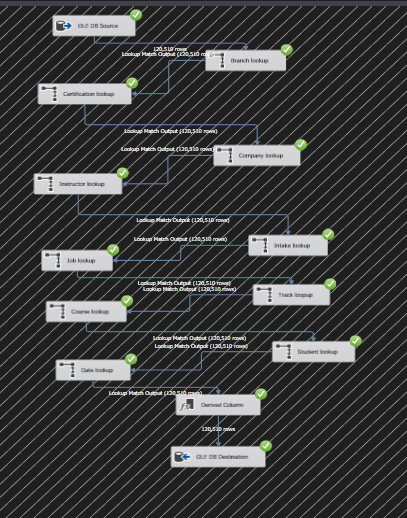 OLE DB Source
120,510 rows
Lookup Match Output (120,510 rows)
Branch lookup
Certification lookup
Lookup Match Output (120,510 rows)
Lookup Match Output (120,510 rows)
Company lookup
Instructor lookup
Lookup Match Output (120,510 rows)
Lookup Match Output (120,510 rows)
Intake lookup
Job lookup
Lookup Match Output (120,510 rows)
Lookup Match Output (120,510 rows)
Track loopup
Course lookup
Lookup Match Output (120,510 rows)
Lookup Match Output (120,510 rows)
Student lookup
Date lookup
Lookup Match Output (120,510 rows)
Derived Column
120,510 rows
OLE DB Destination